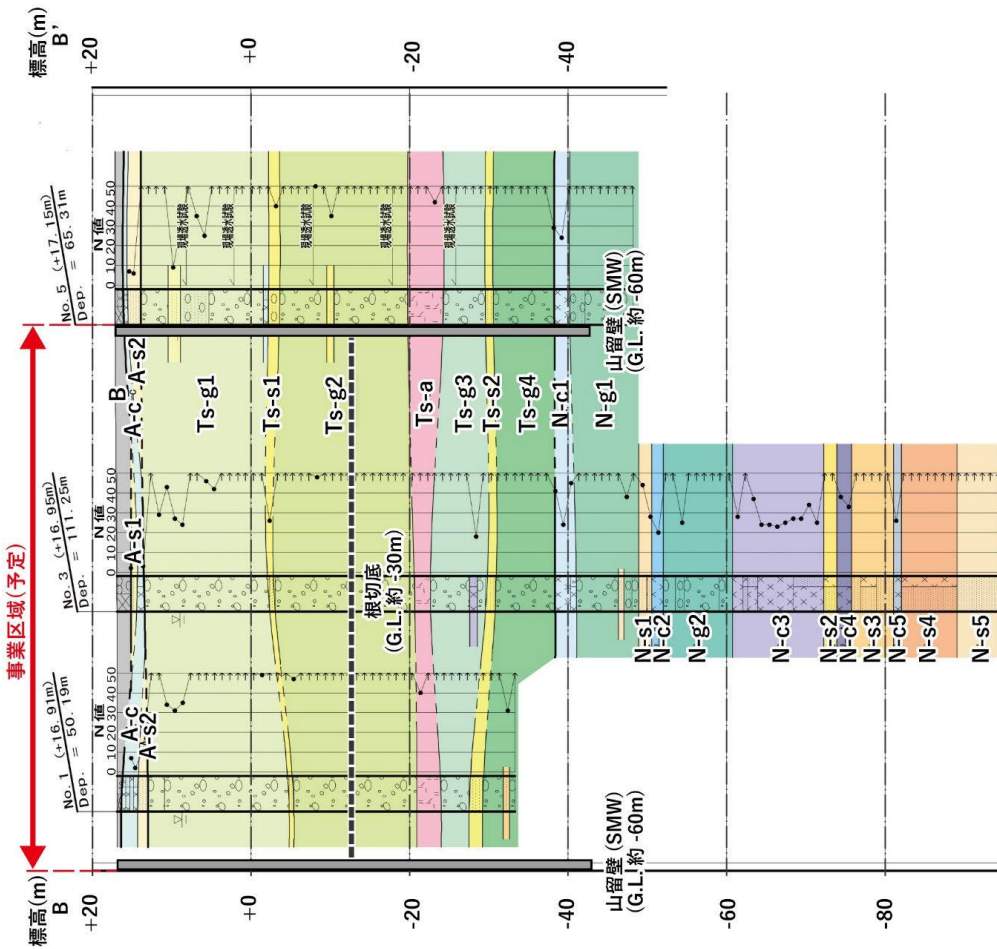 事業区域(予定)
標高(m)
B
+20
+0
-20
-40
-60
-80
標高(m)
B'
+20
+0
-20
-40
No.1 (+16.91m)
Dep. = 50.19m
N値
0 10 20 30 40 50
No.3 (+16.95m)
Dep. = 111.25m
N値
0 10 20 30 40 50
No.5 (+17.15m)
Dep. = 65.31m
N値
0 10 20 30 40 50
A-c
A-s2
A-s1
B
A-c
A-s2
Ts-g1
Ts-s1
Ts-g2
根切底
(G.L. 約 -30m)
Ts-a
Ts-g3
Ts-s2
Ts-g4
N-c1
N-g1
N-s1
N-c2
N-g2
N-c3
N-s2
N-c4
N-s3
N-c5
N-s4
N-s5
現場透水試験
現場透水試験
現場透水試験
現場透水試験
現場透水試験
山留壁 (SMW)
(G.L. 約 -60m)
山留壁 (SMW)
(G.L. 約 -60m)